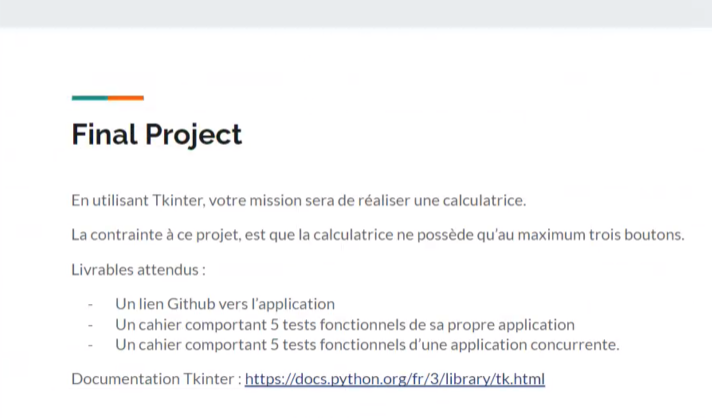 Final Project
En utilisant Tkinter, votre mission sera de réaliser une calculatrice.
La contrainte à ce projet, est que la calculatrice ne possède qu'au maximum trois boutons.
Livrables attendus :
- Un lien Github vers l'application
- Un cahier comportant 5 tests fonctionnels de sa propre application
- Un cahier comportant 5 tests fonctionnels d'une application concurrente.
Documentation Tkinter : https://docs.python.org/fr/3/library/tk.html